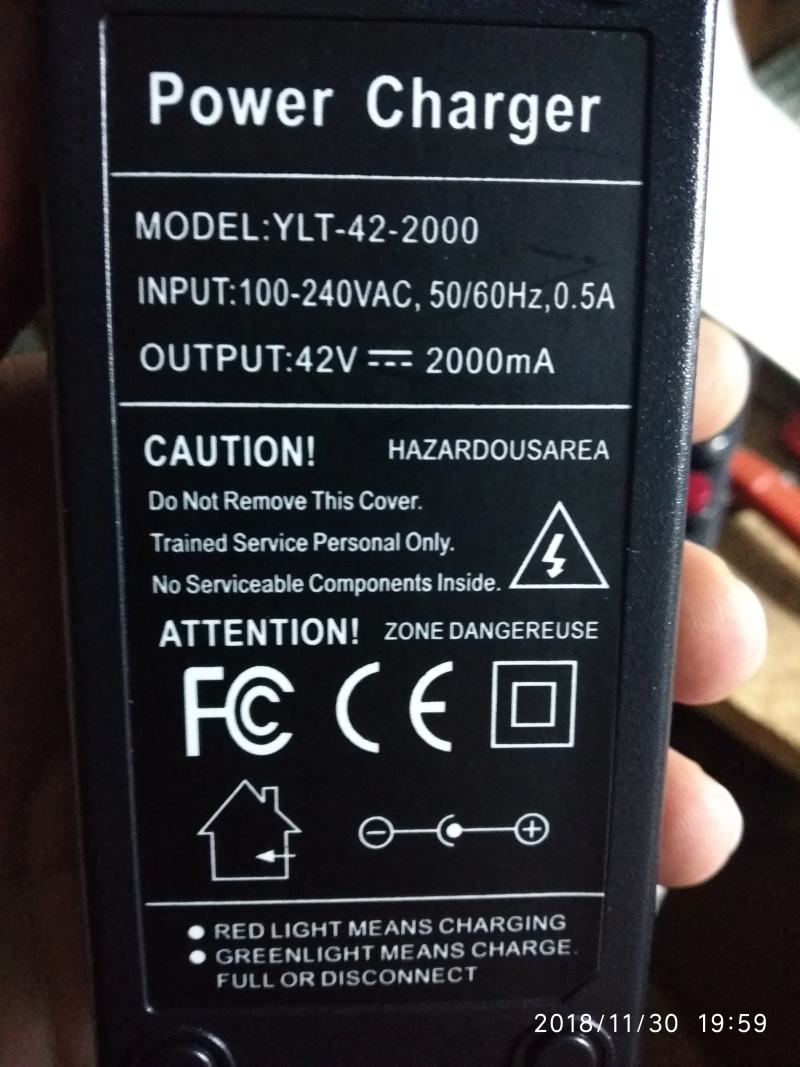 Power Charger
MODEL:YLT-42-2000
INPUT:100-240VAC, 50/60Hz,0.5A
OUTPUT:42V ⎓ 2000mA
CAUTION! HAZARDOUSAREA
Do Not Remove This Cover.
Trained Service Personal Only.
No Serviceable Components Inside.
ATTENTION! ZONE DANGEREUSE
FC CE
RED LIGHT MEANS CHARGING
GREENLIGHT MEANS CHARGE.
FULL OR DISCONNECT
2018/11/30 19:59